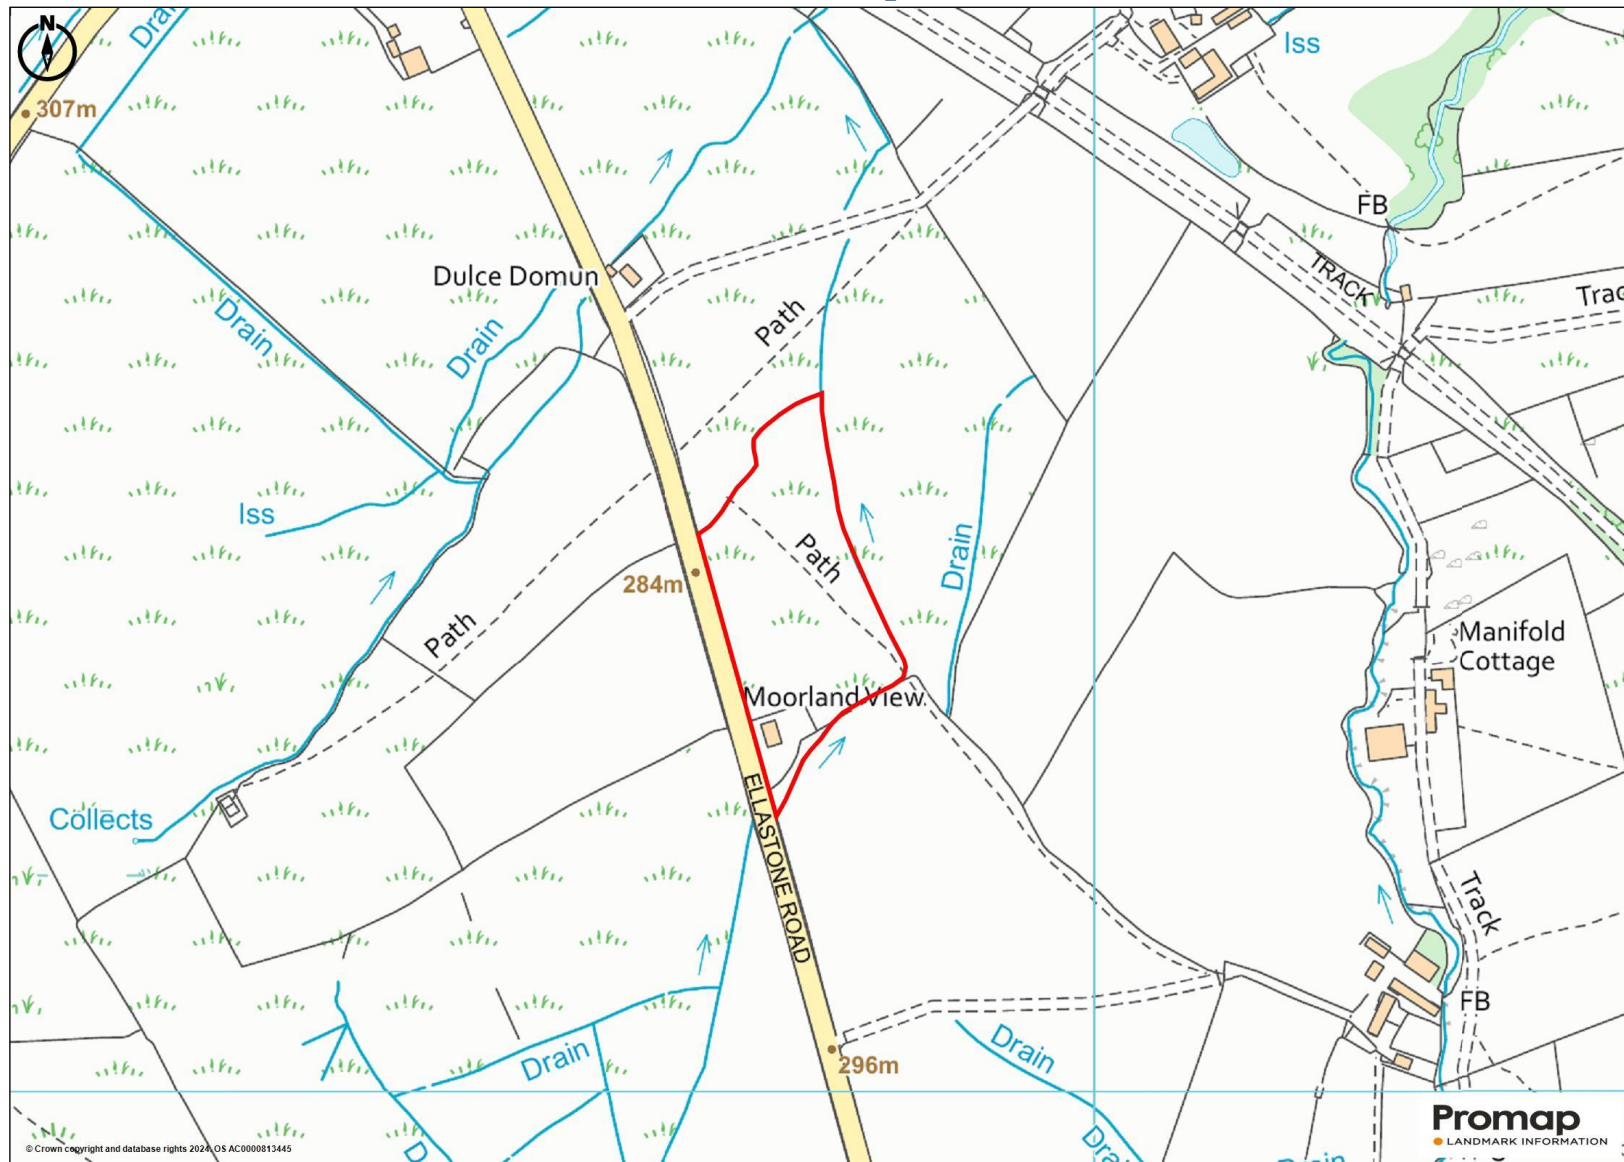 N
Drain
Iss
307m
FB
TRACK
Dulce Domun
Path
Drain
Drain
Iss
284m
Path
Drain
Path
Manifold
Cottage
Moorland View
Collects
ELLASTONE ROAD
Track
FB
Drain
Drain
296m
Promap
LANDMARK INFORMATION
© Crown copyright and database rights 2024. OS AC0000813445